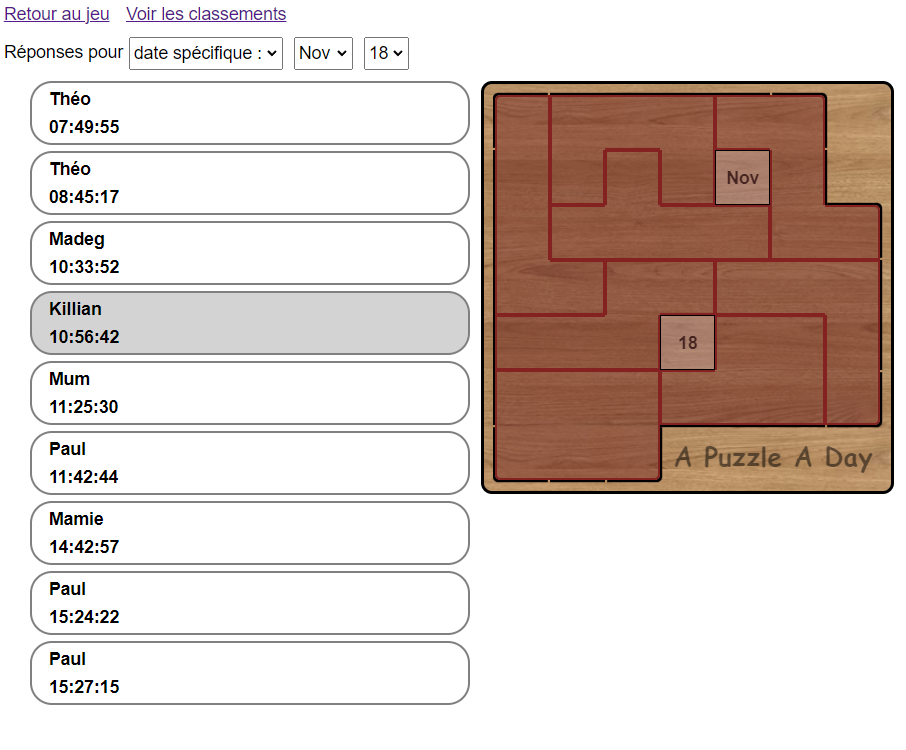 Retour au jeu Voir les classements
Réponses pour date spécifique : Nov 18
Théo
07:49:55
Théo
08:45:17
Madeg
10:33:52
Killian
10:56:42
Mum
11:25:30
Paul
11:42:44
Mamie
14:42:57
Paul
15:24:22
Paul
15:27:15
Nov
18
A Puzzle A Day